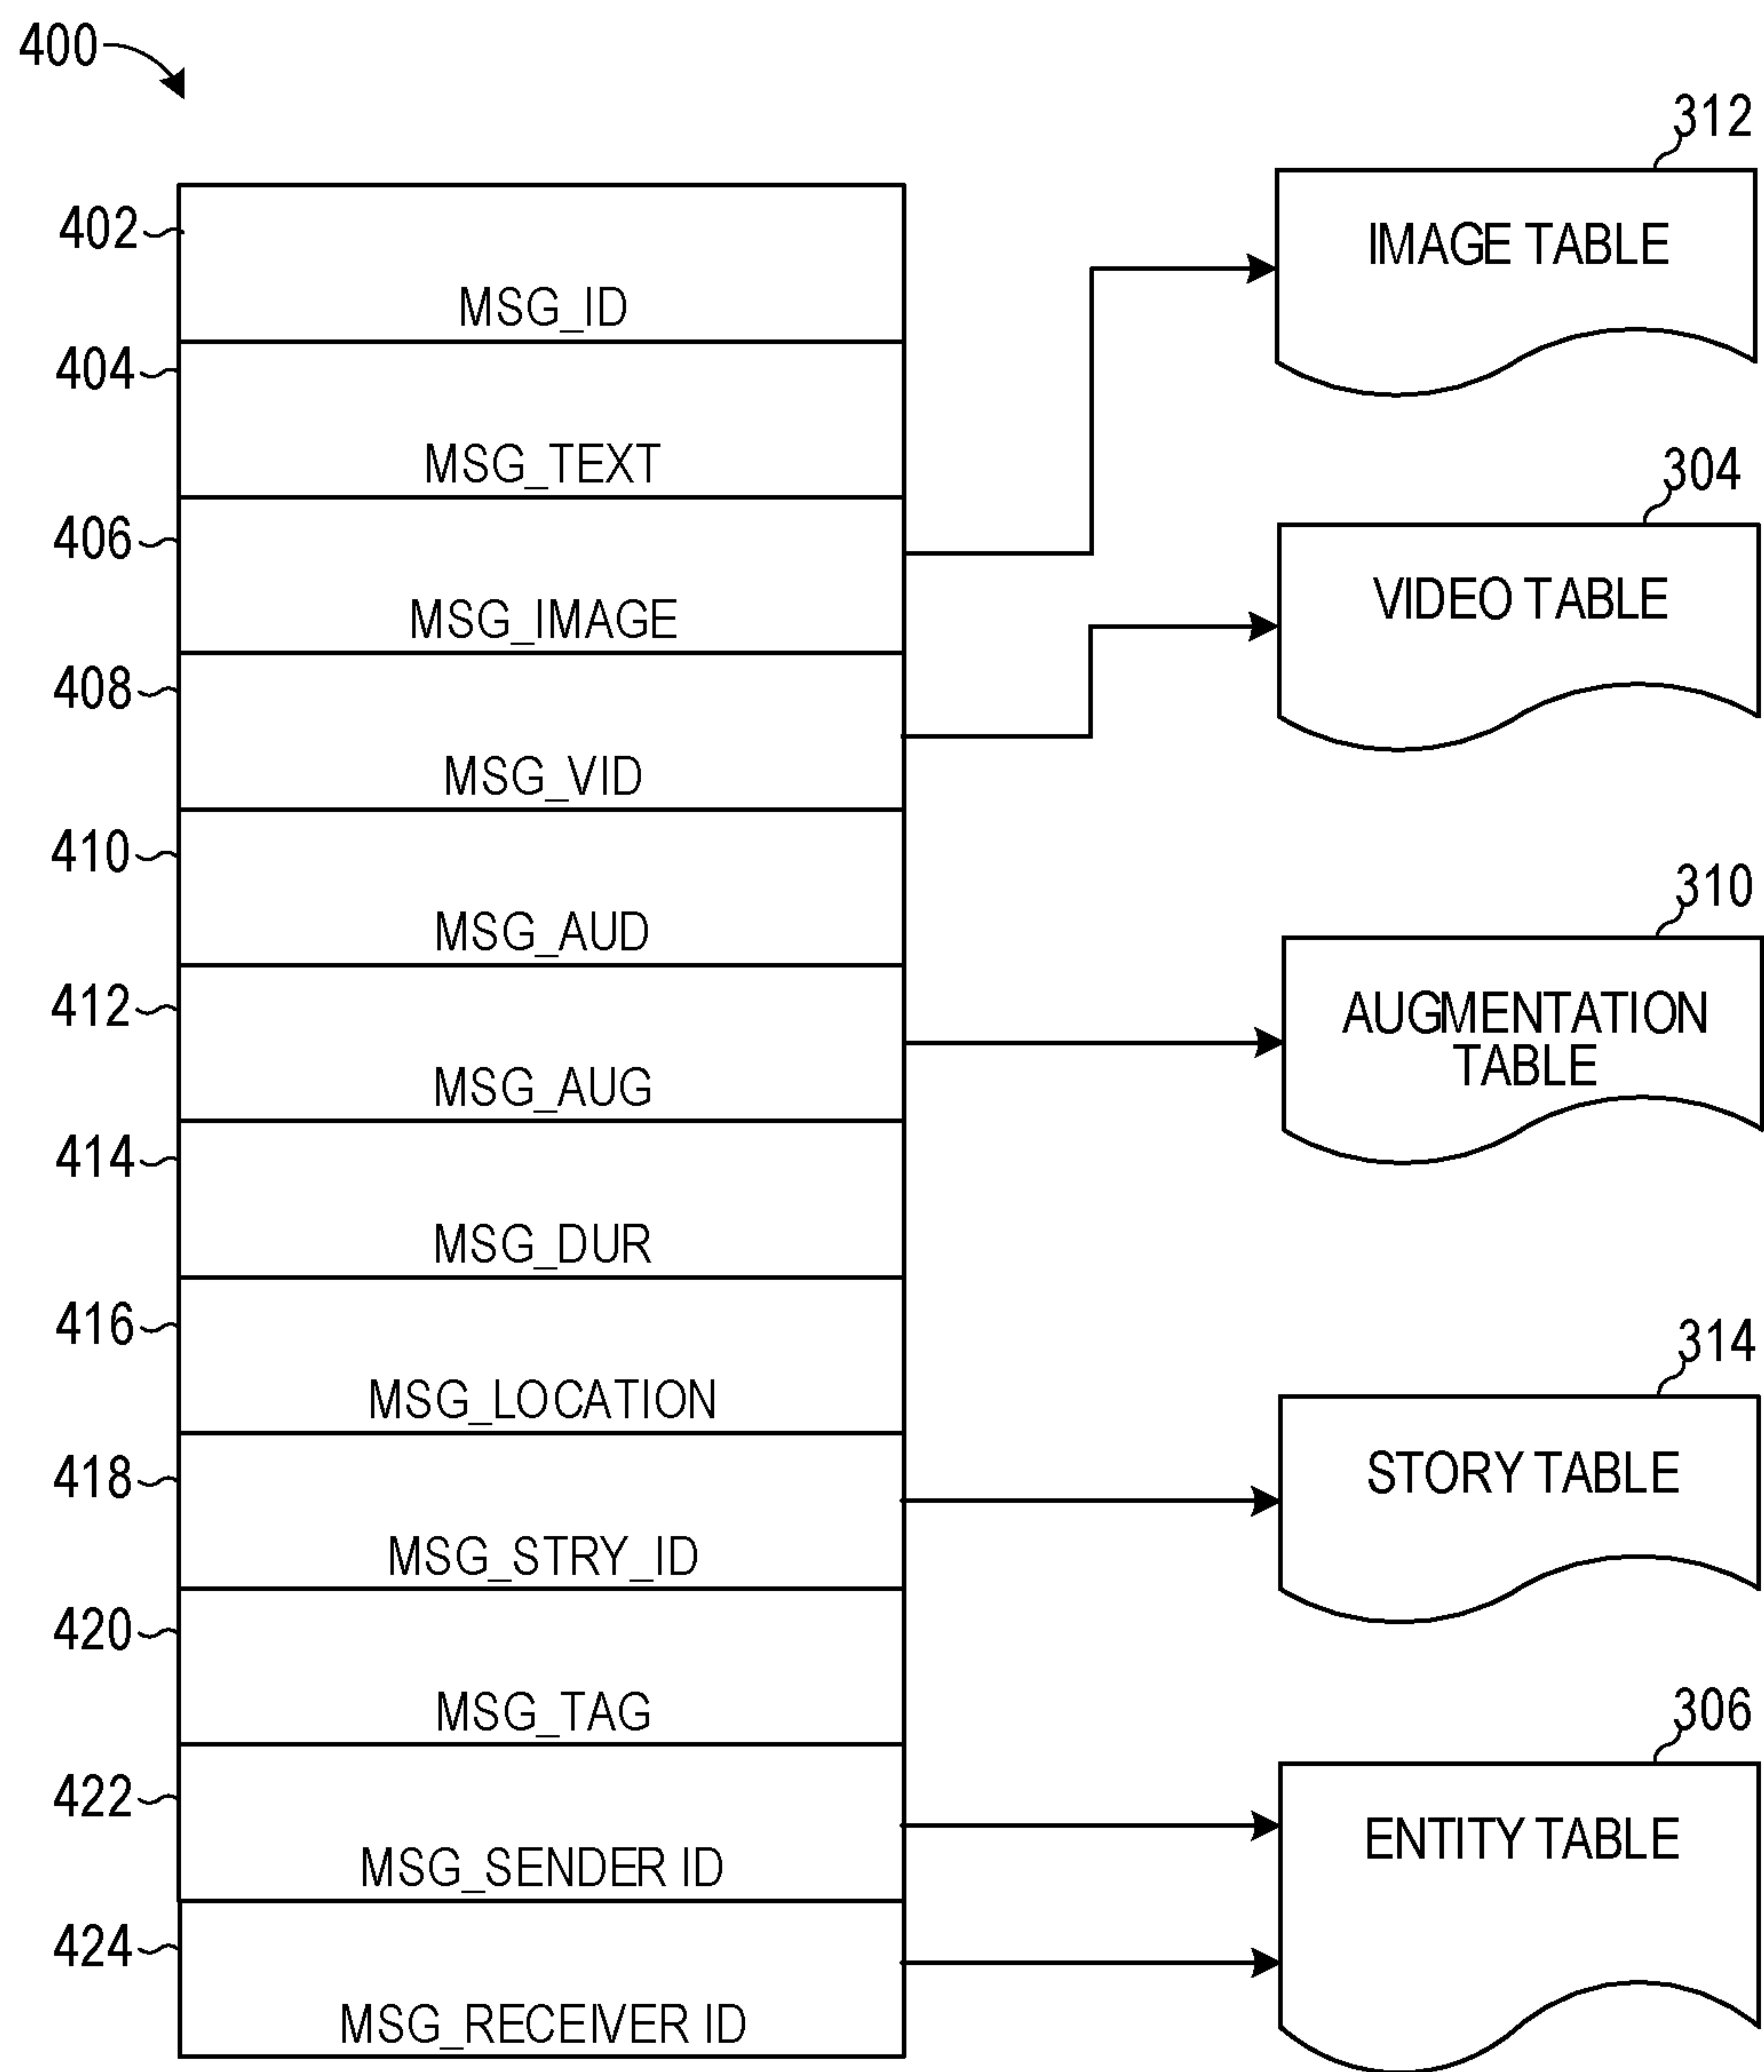 400
402
MSG_ID
404
MSG_TEXT
406
MSG_IMAGE
408
MSG_VID
410
MSG_AUD
412
MSG_AUG
414
MSG_DUR
416
MSG_LOCATION
418
MSG_STRY_ID
420
MSG_TAG
422
MSG_SENDER ID
424
MSG_RECEIVER ID
312
IMAGE TABLE
304
VIDEO TABLE
310
AUGMENTATION
TABLE
314
STORY TABLE
306
ENTITY TABLE